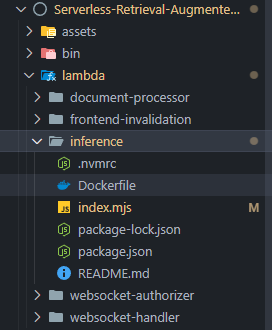 Serverless-Retrieval-Augmente...
assets
bin
lambda
document-processor
frontend-invalidation
inference
.nvmrc
Dockerfile
index.mjs M
package-lock.json
package.json
README.md
websocket-authorizer
websocket-handler